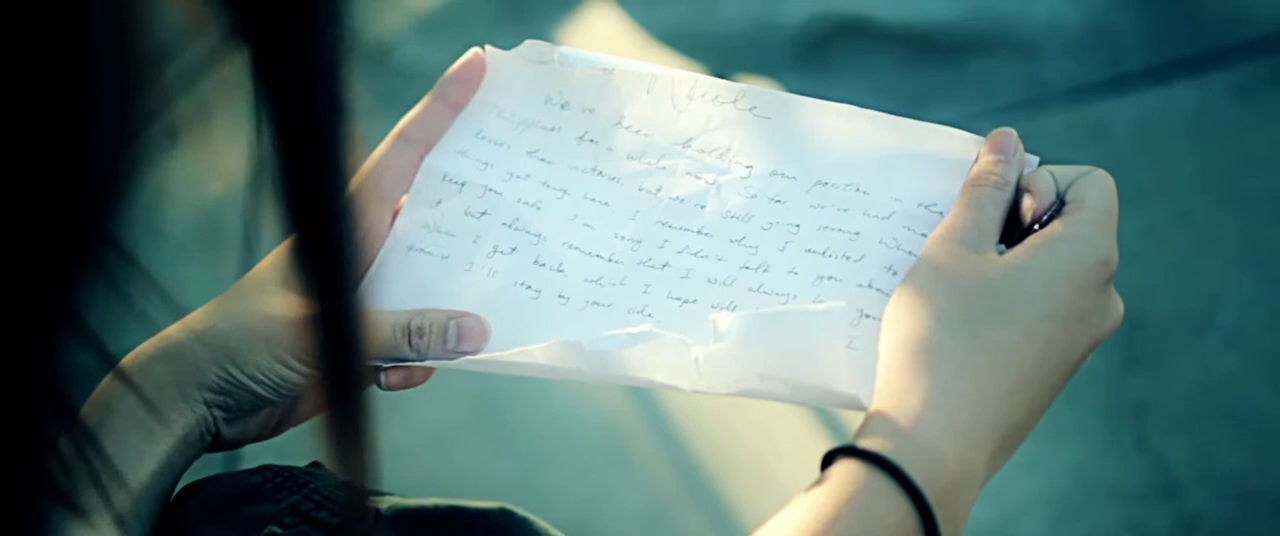 Nicole
We've been holding our position in the
Philippines for a while now. So far we've had more
losses than victories, but we're still going strong. When
things get tough here I remember why I enlisted to
keep you safe. I'm sorry I didn't talk to you about
it but always remember that I will always be
When I get back, which I hope will
promise I'll stay by your side.